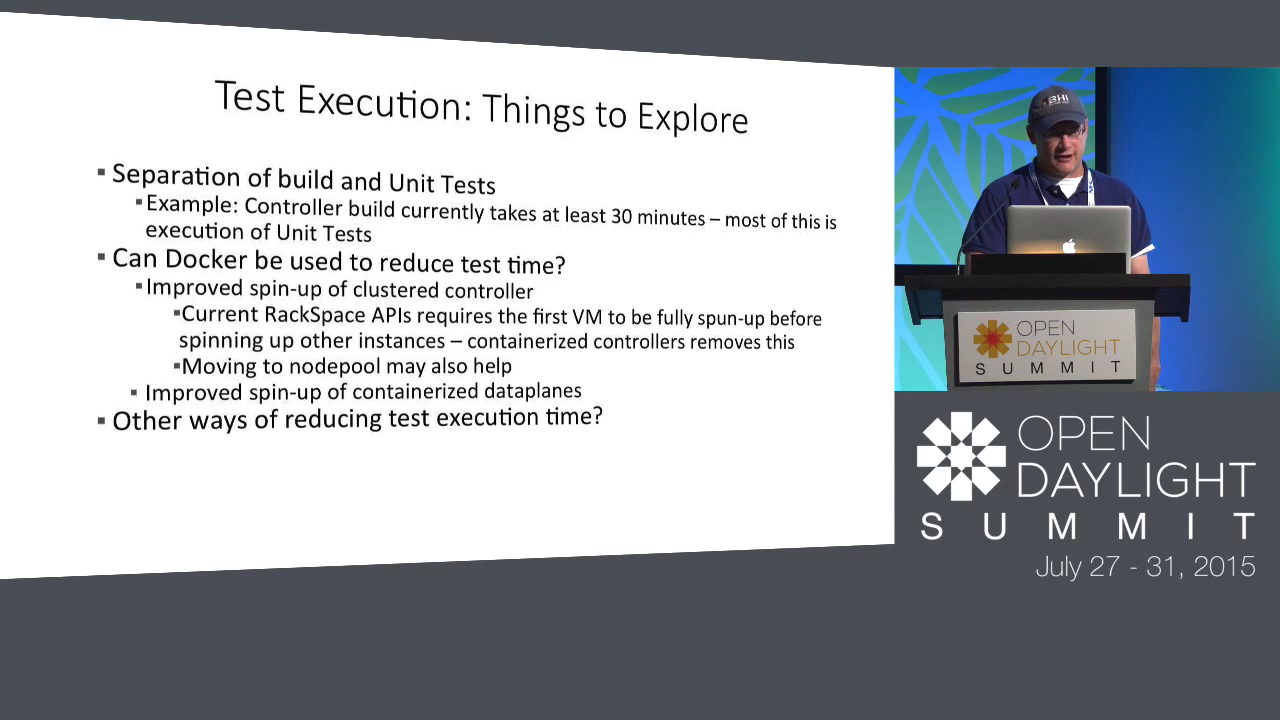 Test Execution: Things to Explore
▪Separation of build and Unit Tests
▪Example: Controller build currently takes at least 30 minutes – most of this is
execution of Unit Tests
▪Can Docker be used to reduce test time?
▪Improved spin-up of clustered controller
▪Current RackSpace APIs requires the first VM to be fully spun-up before
spinning up other instances – containerized controllers removes this
▪Moving to nodepool may also help
▪Improved spin-up of containerized dataplanes
▪Other ways of reducing test execution time?
BHI
OPEN
DAYLIGHT
SUMMIT
OPEN
DAYLIGHT
SUMMIT
July 27 - 31, 2015